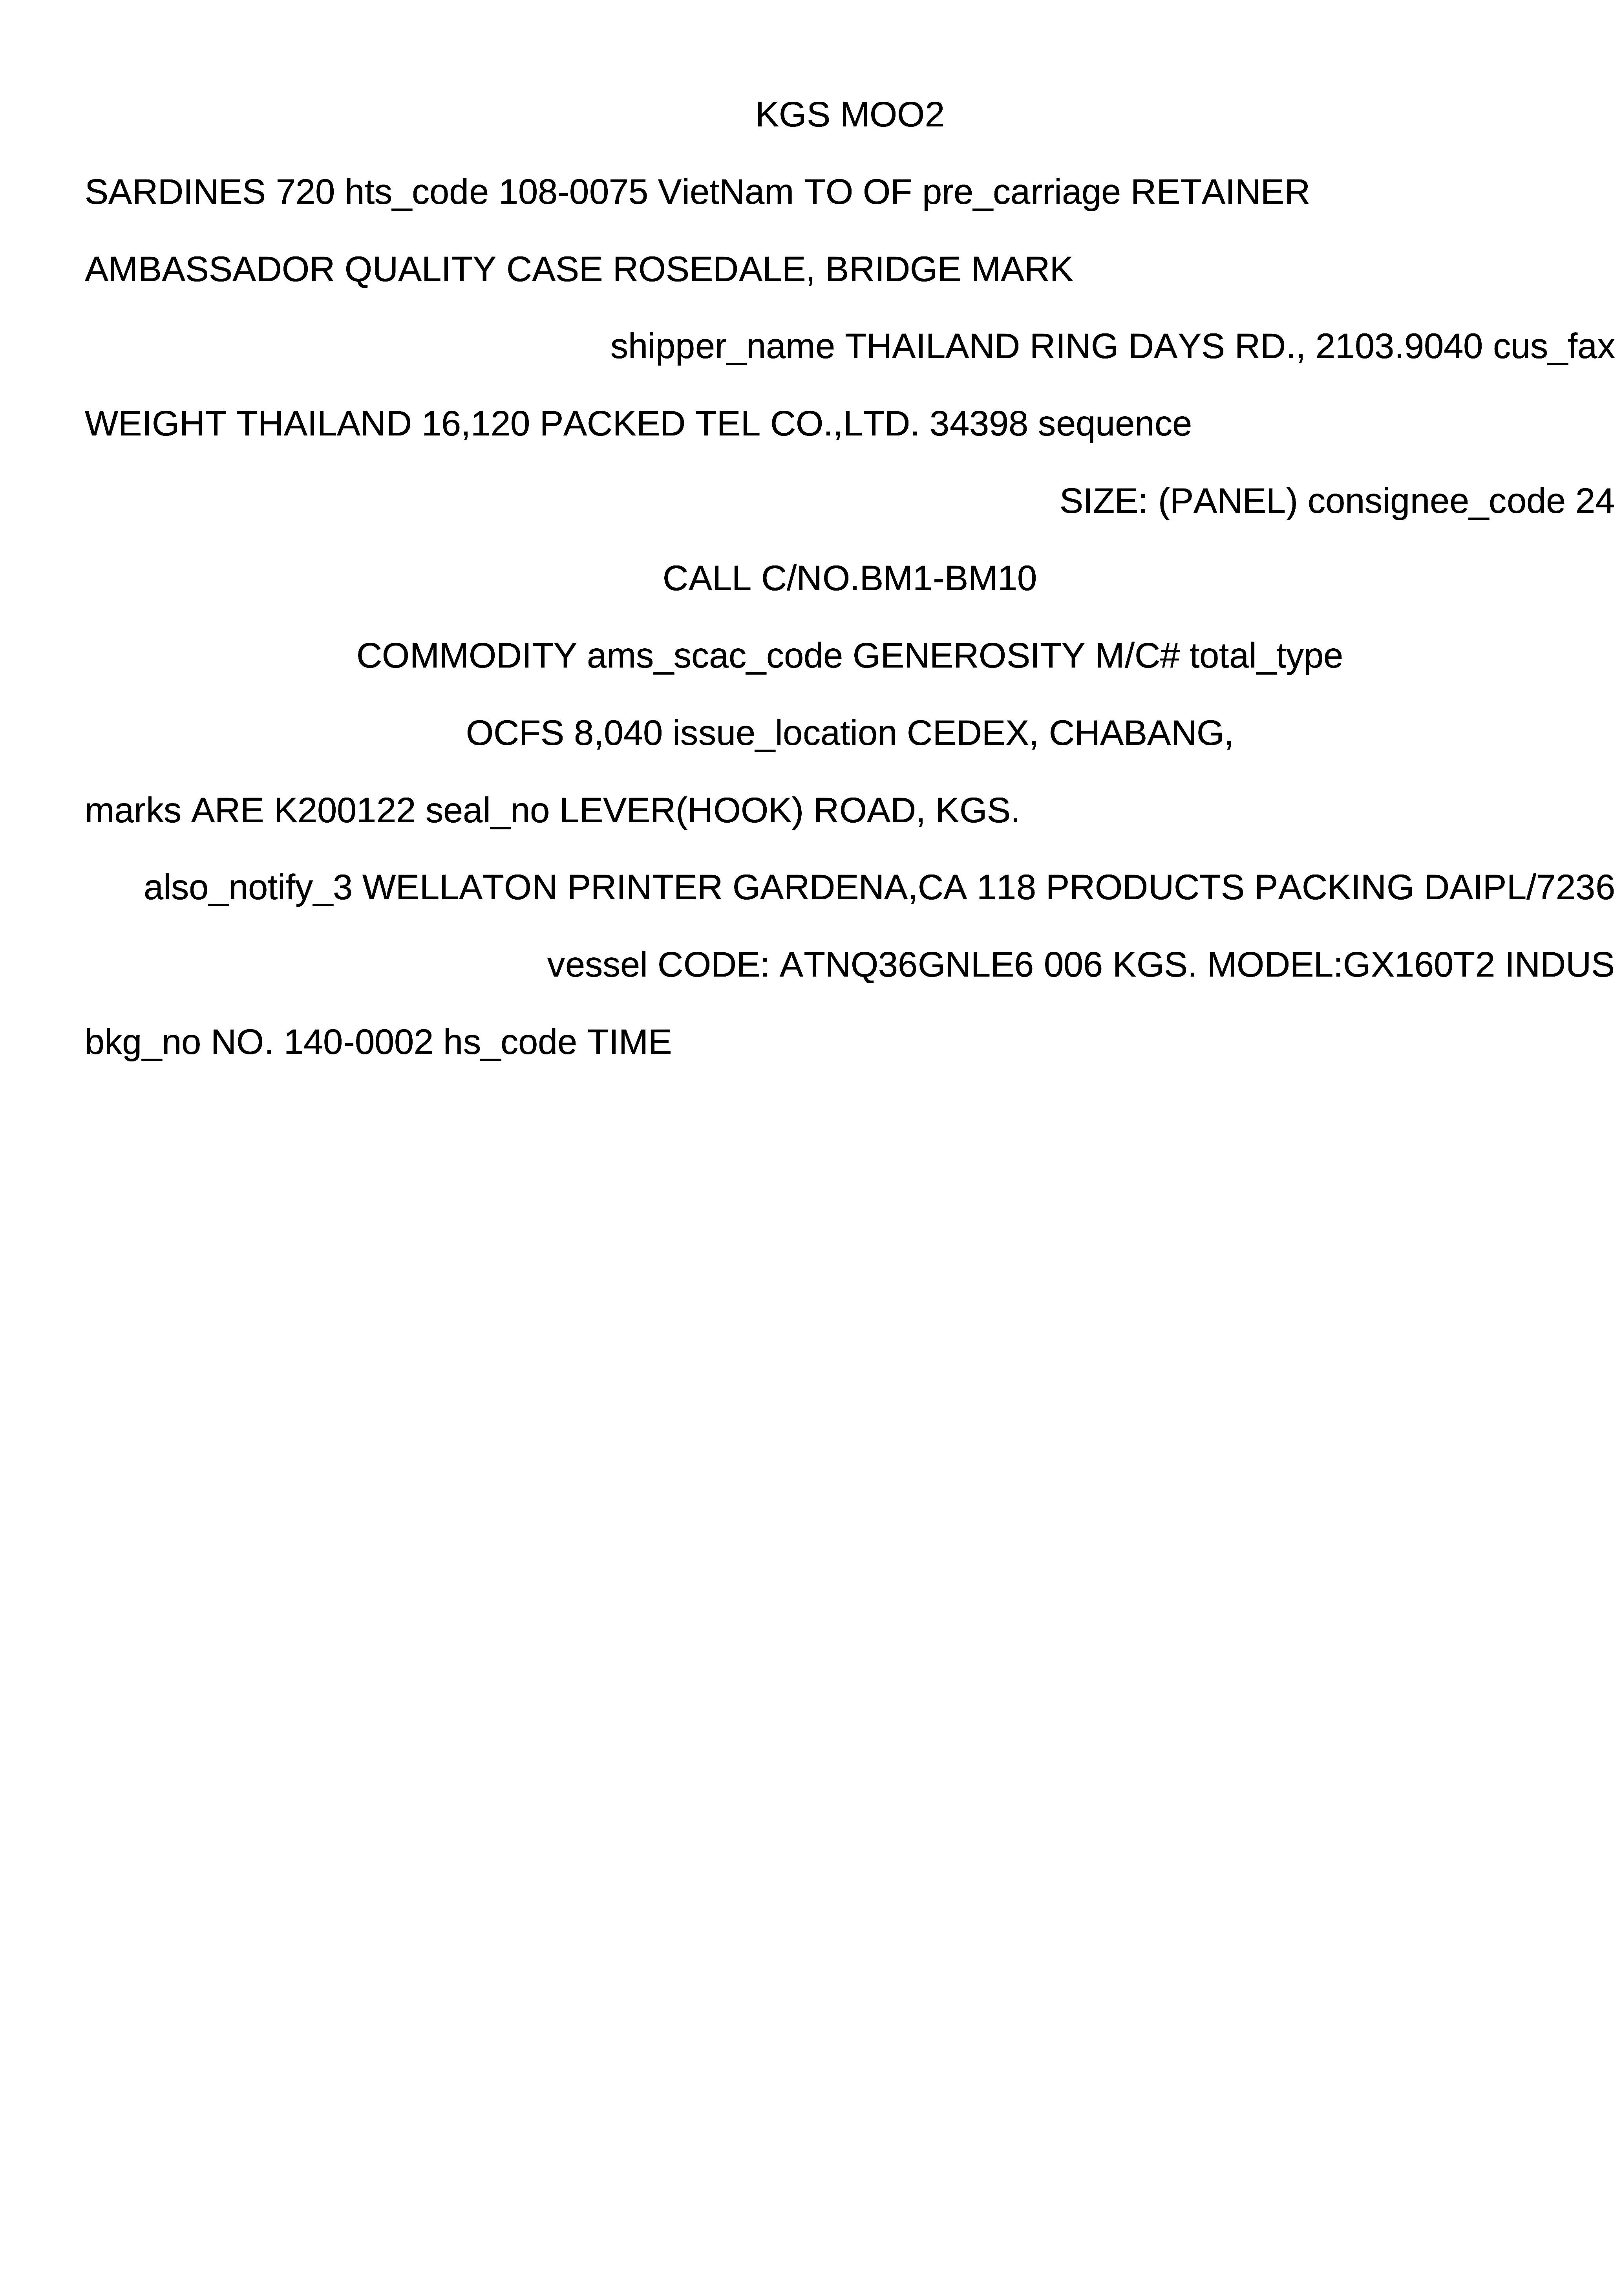 KGS MOO2
SARDINES 720 hts_code 108-0075 VietNam TO OF pre_carriage RETAINER
AMBASSADOR QUALITY CASE ROSEDALE, BRIDGE MARK
shipper_name THAILAND RING DAYS RD., 2103.9040 cus_fax
WEIGHT THAILAND 16,120 PACKED TEL CO.,LTD. 34398 sequence
SIZE: (PANEL) consignee_code 24
CALL C/NO.BM1-BM10
COMMODITY ams_scac_code GENEROSITY M/C# total_type
OCFS 8,040 issue_location CEDEX, CHABANG,
marks ARE K200122 seal_no LEVER(HOOK) ROAD, KGS.
also_notify_3 WELLATON PRINTER GARDENA,CA 118 PRODUCTS PACKING DAIPL/7236
vessel CODE: ATNQ36GNLE6 006 KGS. MODEL:GX160T2 INDUS
bkg_no NO. 140-0002 hs_code TIME